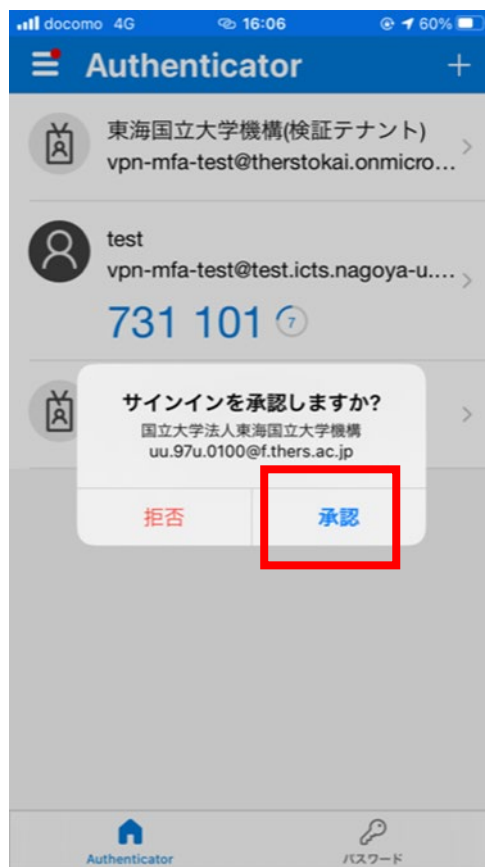 docomo 4G 16:06 60%
Authenticator
東海国立大学機構(検証テナント)
vpn-mfa-test@therstokai.onmicro...
test
vpn-mfa-test@test.icts.nagoya-u....
731 101 7
サインインを承認しますか?
国立大学法人東海国立大学機構
uu.97u.0100@f.thers.ac.jp
拒否 承認
Authenticator パスワード